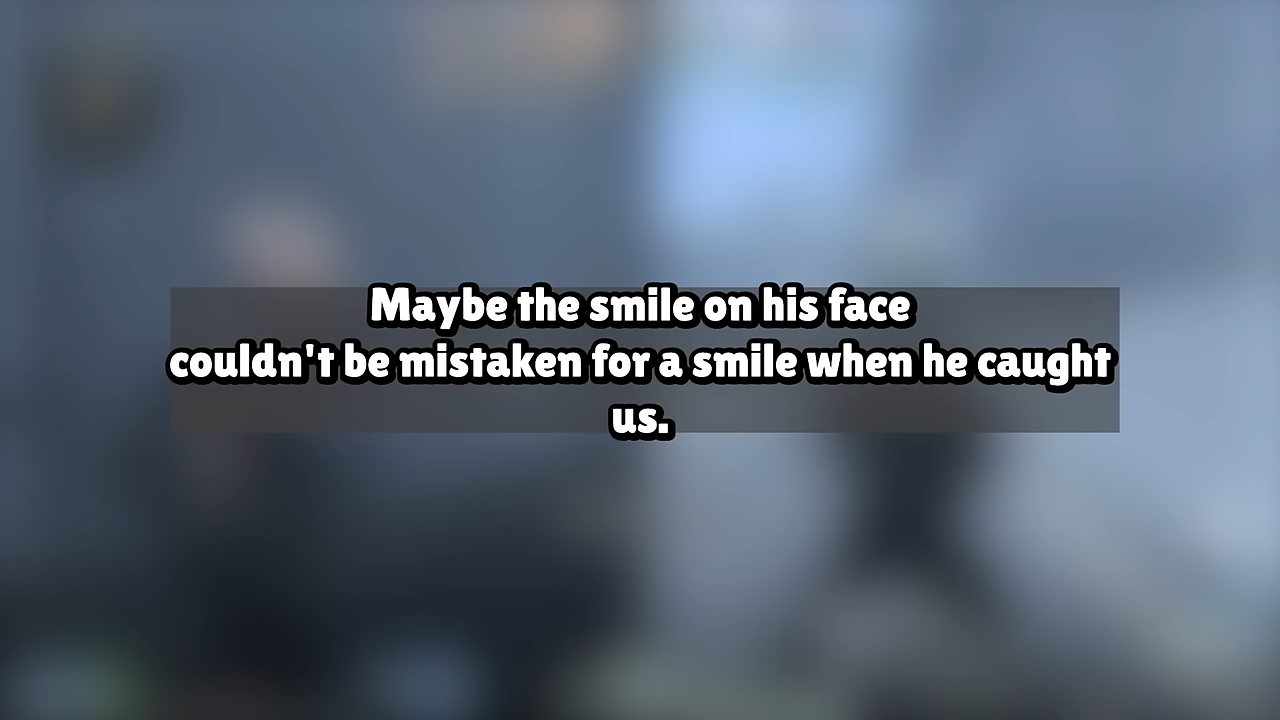 Maybe the smile on his face
couldn't be mistaken for a smile when he caught
us.